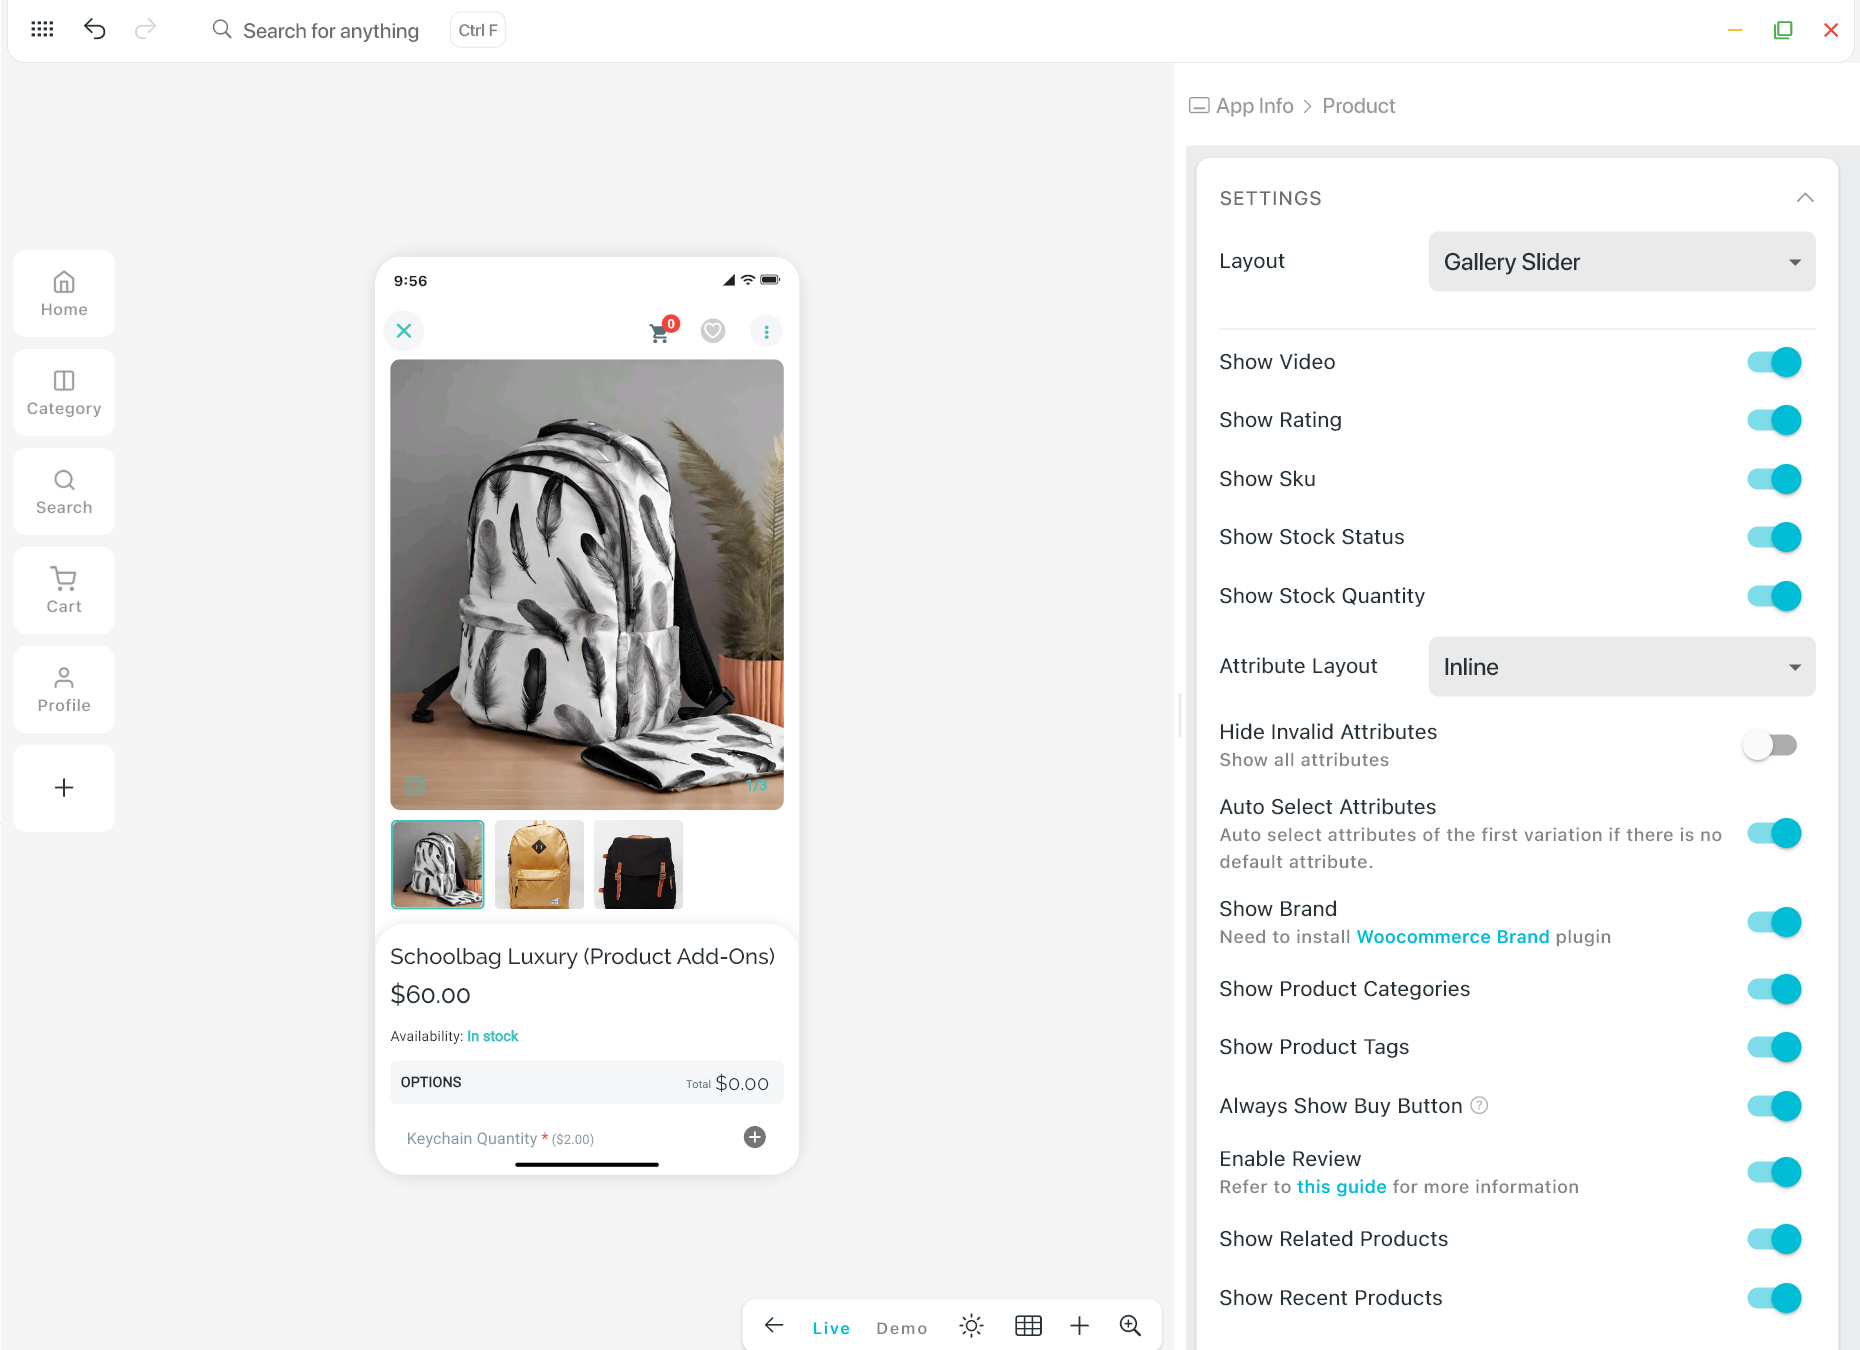 Search for anything
Ctrl F
App Info > Product
SETTINGS
Layout
Gallery Slider
Show Video
Show Rating
Show Sku
Show Stock Status
Show Stock Quantity
Attribute Layout
Inline
Hide Invalid Attributes
Show all attributes
Auto Select Attributes
Auto select attributes of the first variation if there is no
default attribute.
Show Brand
Need to install Woocommerce Brand plugin
Show Product Categories
Show Product Tags
Always Show Buy Button
Enable Review
Refer to this guide for more information
Show Related Products
Show Recent Products
Home
Category
Search
Cart
Profile
9:56
0
1/3
Schoolbag Luxury (Product Add-Ons)
$60.00
Availability: In stock
OPTIONS
Total $0.00
Keychain Quantity * ($2.00)
Live
Demo